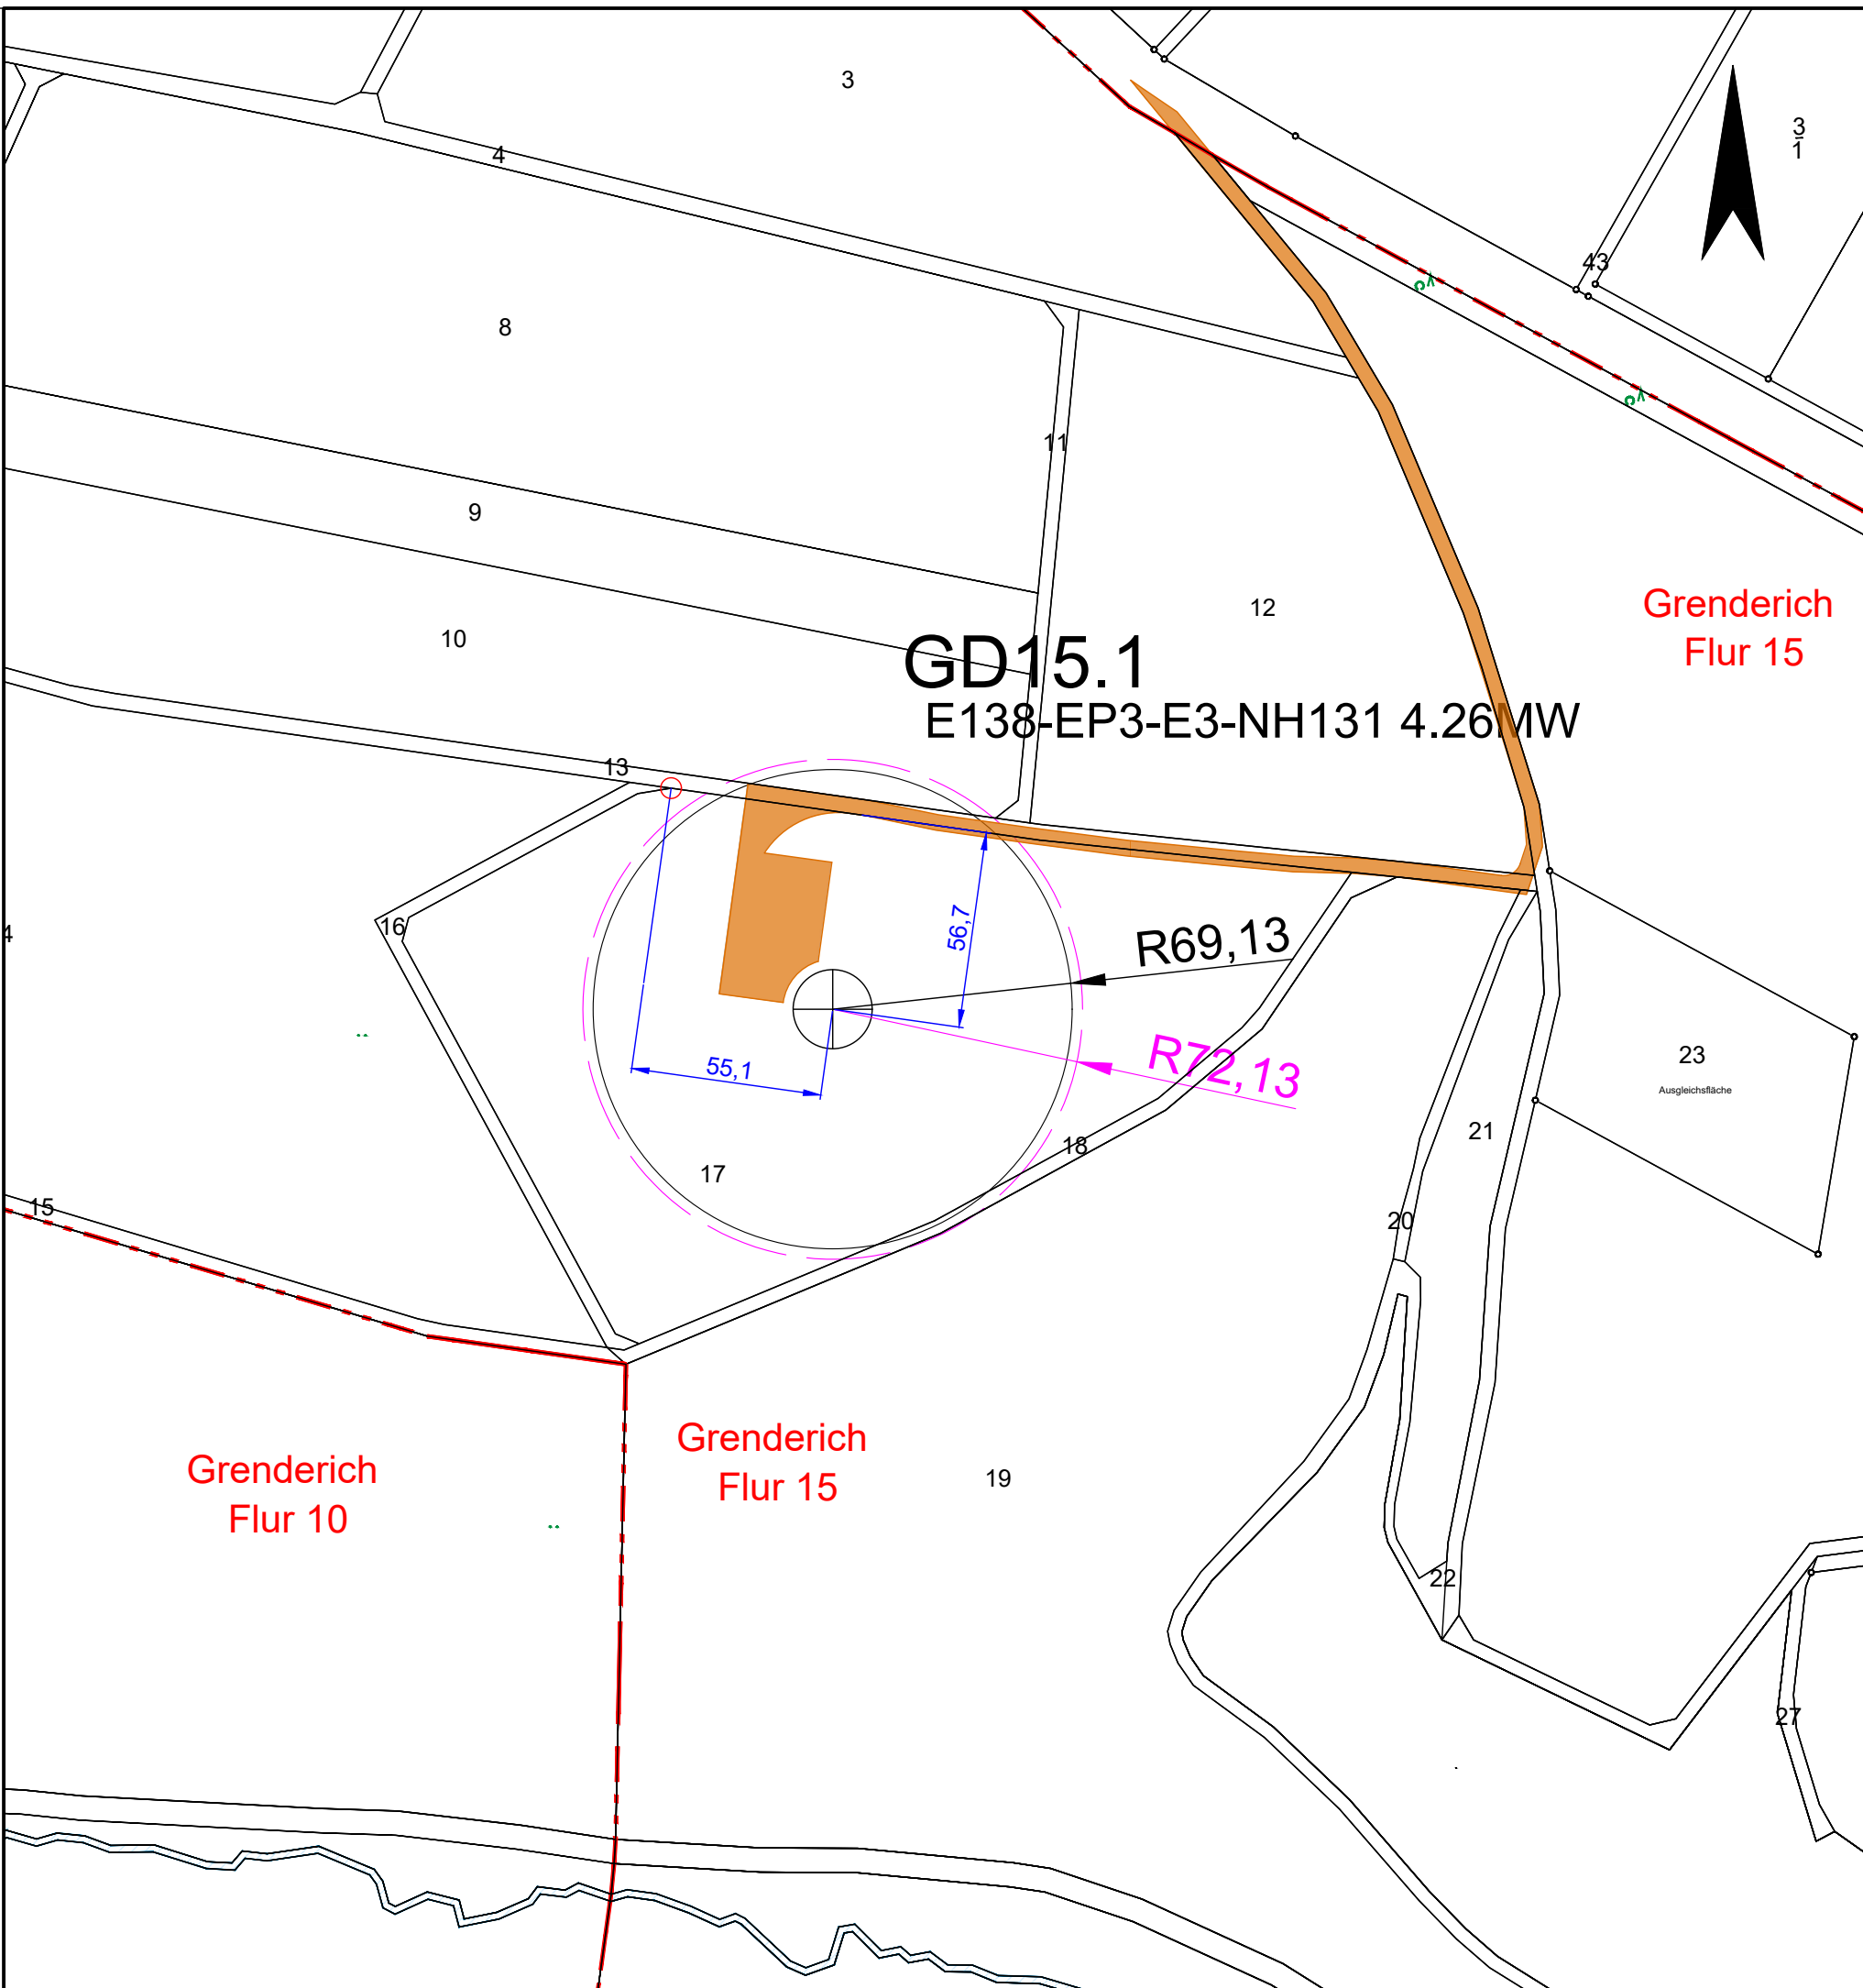 3
3
1
4
43
8
11
9
12
Grenderich
Flur 15
10
GD15.1
E138-EP3-E3-NH131 4.26MW
13
16
4
56,7
R69,13
R72,13
55,1
23
Ausgleichsfläche
21
18
17
15
20
Grenderich
Flur 15
Grenderich
Flur 10
19
22
27